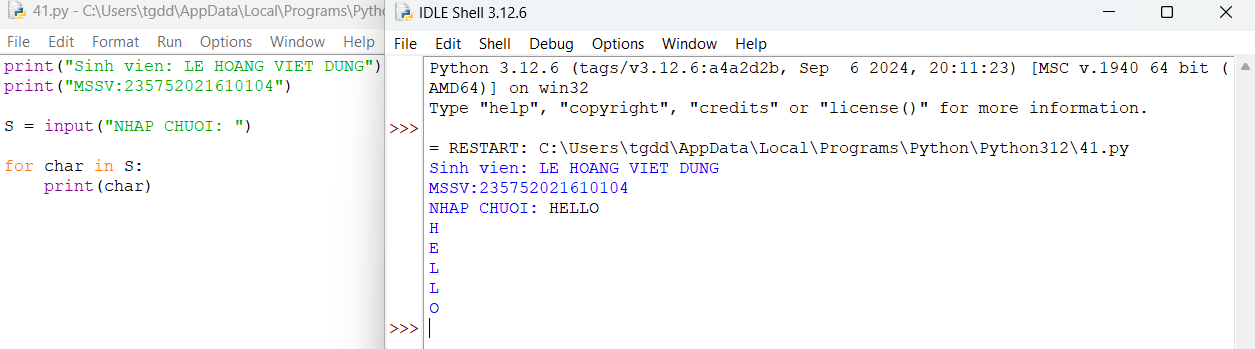 41.py - C:\Users\tgdd\AppData\Local\Programs\Pytho
File Edit Format Run Options Window Help
print("Sinh vien: LE HOANG VIET DUNG")
print("MSSV:235752021610104")
S = input("NHAP CHUOI: ")
for char in S:
    print(char)
IDLE Shell 3.12.6
File Edit Shell Debug Options Window Help
Python 3.12.6 (tags/v3.12.6:a4a2d2b, Sep  6 2024, 20:11:23) [MSC v.1940 64 bit (
AMD64)] on win32
Type "help", "copyright", "credits" or "license()" for more information.
>>>
= RESTART: C:\Users\tgdd\AppData\Local\Programs\Python\Python312\41.py
Sinh vien: LE HOANG VIET DUNG
MSSV:235752021610104
NHAP CHUOI: HELLO
H
E
L
L
O
>>>